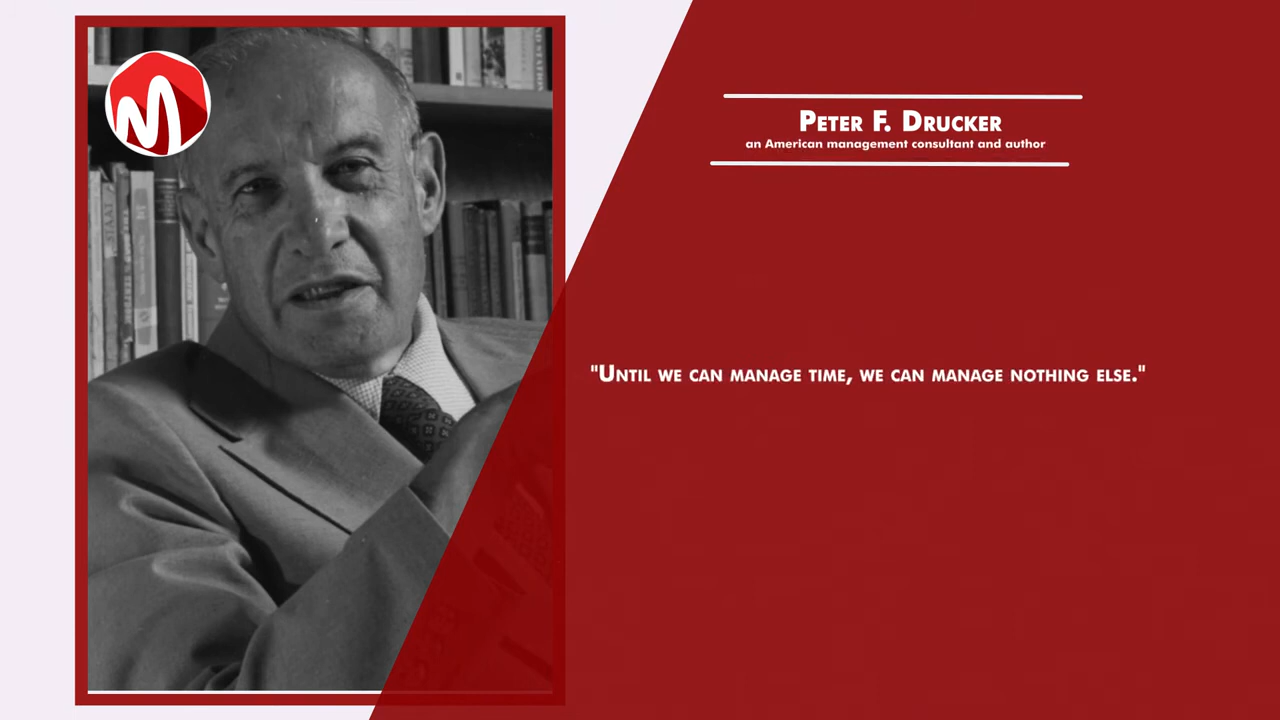 Peter F. Drucker
an American management consultant and author
"Until we can manage time, we can manage nothing else."